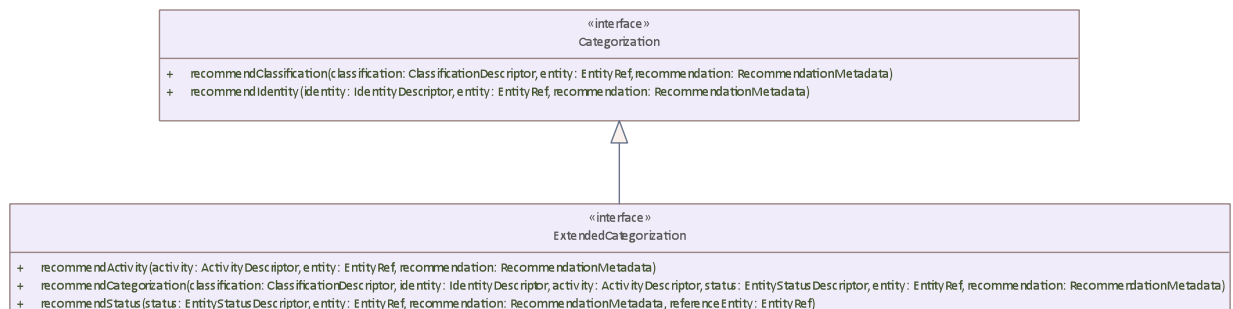 «interface»
Categorization
+ recommendClassification(classification: ClassificationDescriptor, entity: EntityRef, recommendation: RecommendationMetadata)
+ recommendIdentity(identity: IdentityDescriptor, entity: EntityRef, recommendation: RecommendationMetadata)
«interface»
ExtendedCategorization
+ recommendActivity(activity: ActivityDescriptor, entity: EntityRef, recommendation: RecommendationMetadata)
+ recommendCategorization(classification: ClassificationDescriptor, identity: IdentityDescriptor, activity: ActivityDescriptor, status: EntityStatusDescriptor, entity: EntityRef, recommendation: RecommendationMetadata)
+ recommendStatus(status: EntityStatusDescriptor, entity: EntityRef, recommendation: RecommendationMetadata, referenceEntity: EntityRef)